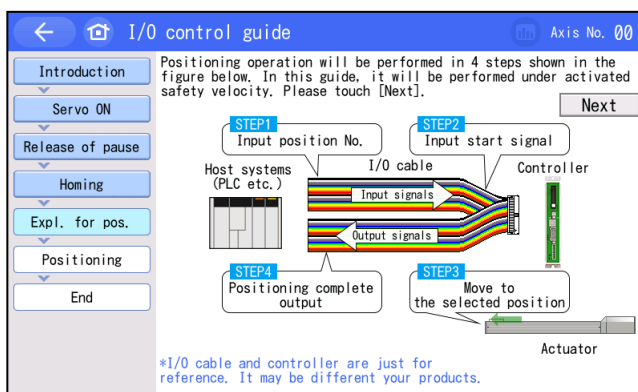 I/O control guide
Axis No. 00
Introduction
Servo ON
Release of pause
Homing
Expl. for pos.
Positioning
End
Positioning operation will be performed in 4 steps shown in the
figure below. In this guide, it will be performed under activated
safety velocity. Please touch [Next].
Next
STEP1
Input position No.
STEP2
Input start signal
Host systems
(PLC etc.)
I/O cable
Controller
Input signals
Output signals
STEP4
Positioning complete
output
STEP3
Move to
the selected position
Actuator
*I/O cable and controller are just for
reference. It may be different your products.